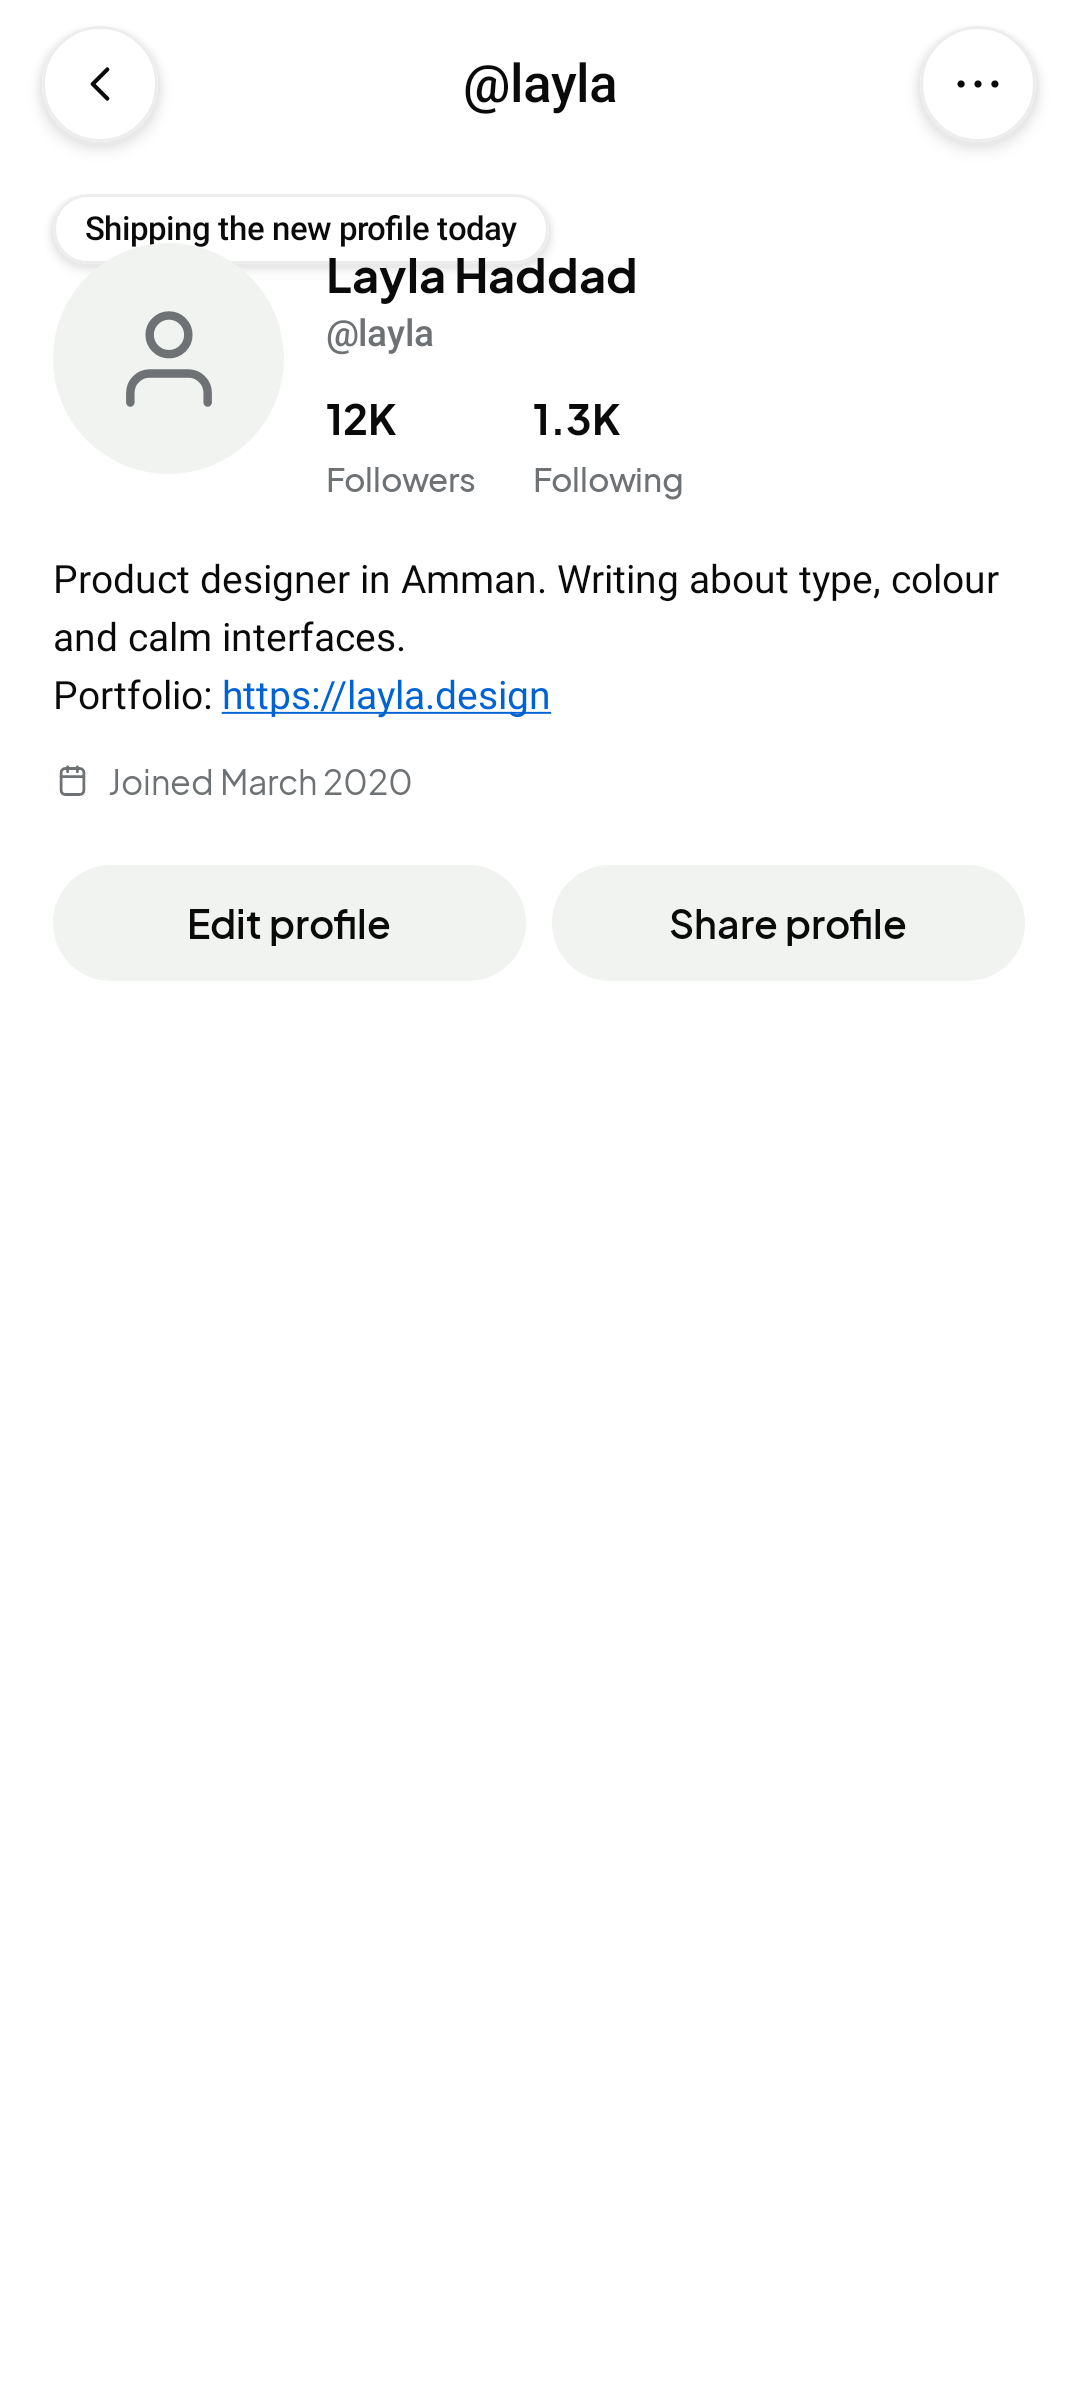 @layla
Shipping the new profile today
Layla Haddad
@layla
12K 1.3K
Followers Following
Product designer in Amman. Writing about type, colour
and calm interfaces.
Portfolio: https://layla.design
Joined March 2020
Edit profile Share profile